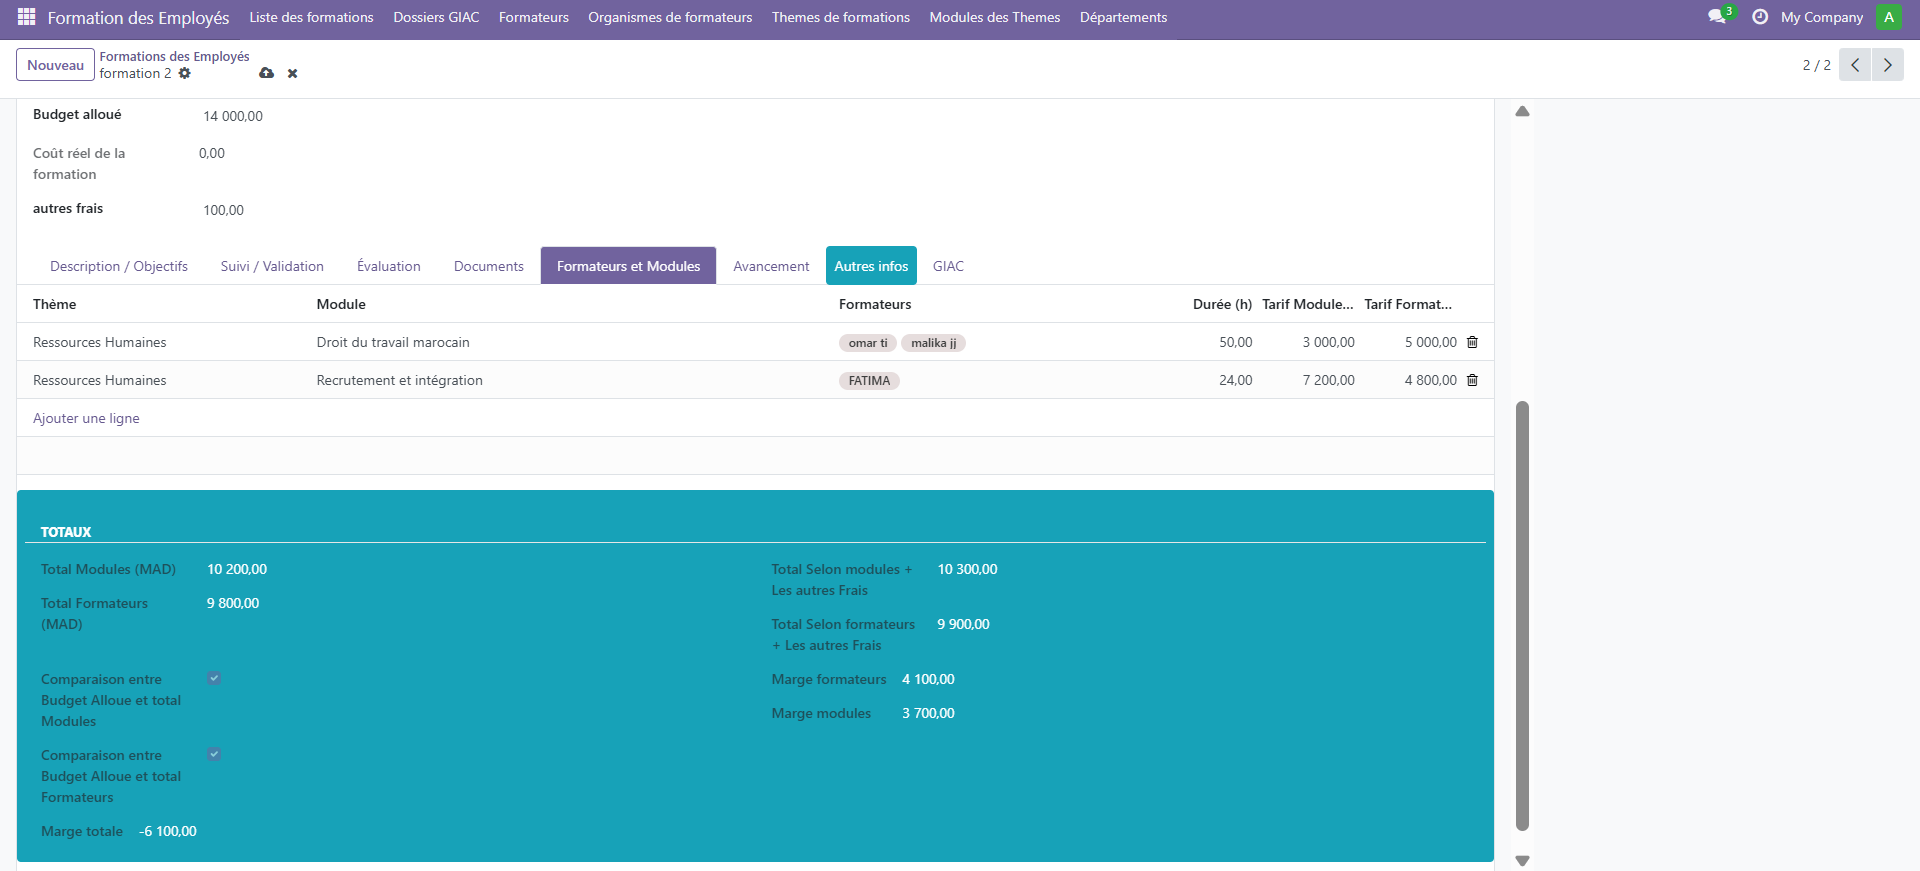 Formation des Employés Liste des formations Dossiers GIAC Formateurs Organismes de formateurs Themes de formations Modules des Themes Départements 3 My Company A
Nouveau
Formations des Employés
formation 2
2 / 2
Budget alloué 14 000,00
Coût réel de la formation 0,00
autres frais 100,00
Description / Objectifs Suivi / Validation Évaluation Documents Formateurs et Modules Avancement Autres infos GIAC
Thème Module Formateurs Durée (h) Tarif Module... Tarif Format...
Ressources Humaines Droit du travail marocain omar ti malika jj 50,00 3 000,00 5 000,00
Ressources Humaines Recrutement et intégration FATIMA 24,00 7 200,00 4 800,00
Ajouter une ligne
TOTAUX
Total Modules (MAD) 10 200,00
Total Formateurs
(MAD) 9 800,00
Comparaison entre
Budget Alloue et total
Modules
Comparaison entre
Budget Alloue et total
Formateurs
Marge totale -6 100,00
Total Selon modules +
Les autres Frais 10 300,00
Total Selon formateurs
+ Les autres Frais 9 900,00
Marge formateurs 4 100,00
Marge modules 3 700,00